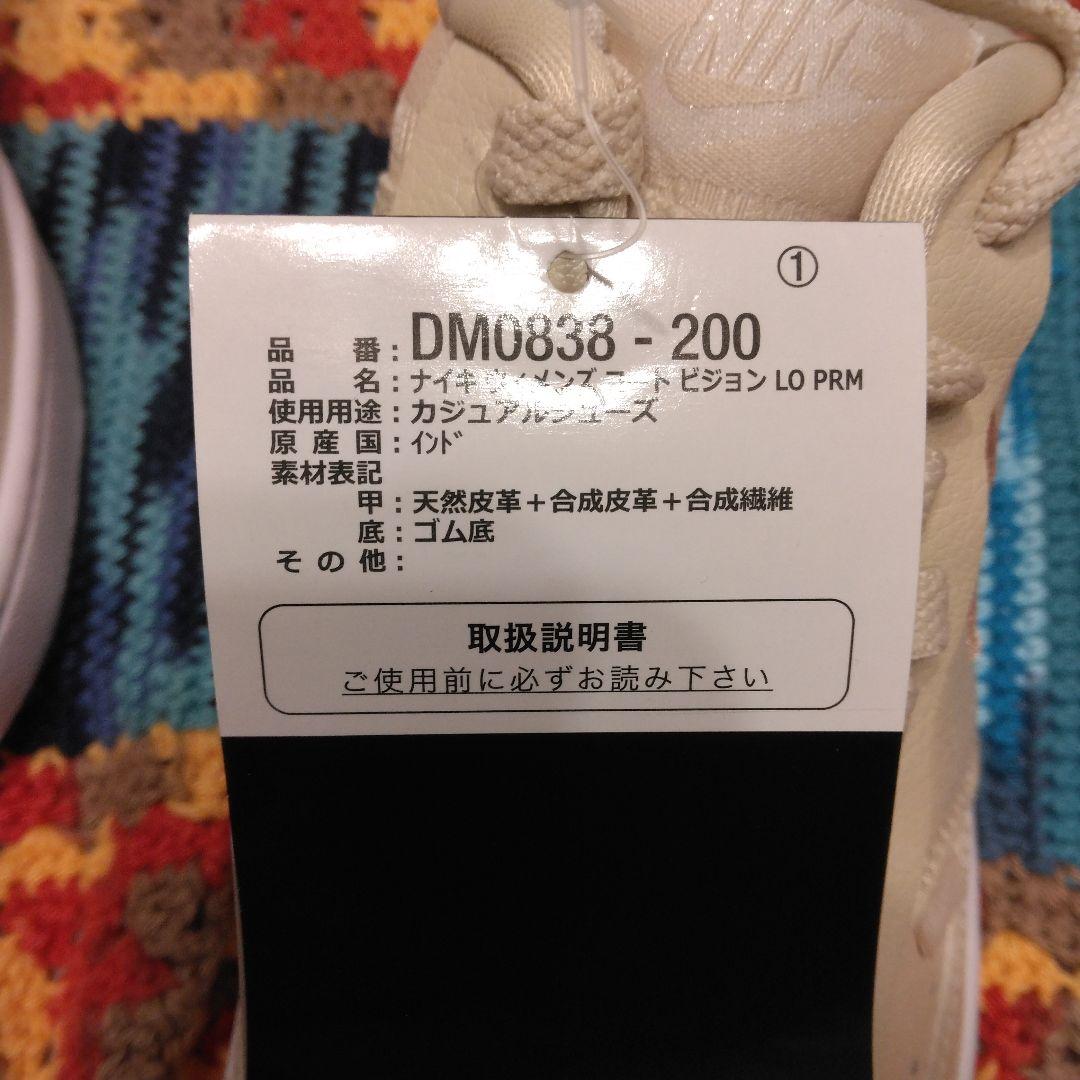 NIKE
①
品番:DM0838 - 200
品名:ナイキ ウィメンズ コート ビジョン LO PRM
使用用途:カジュアルシューズ
原産国:インド
素材表記
甲:天然皮革+合成皮革+合成繊維
底:ゴム底
その他:
取扱説明書
ご使用前に必ずお読み下さい